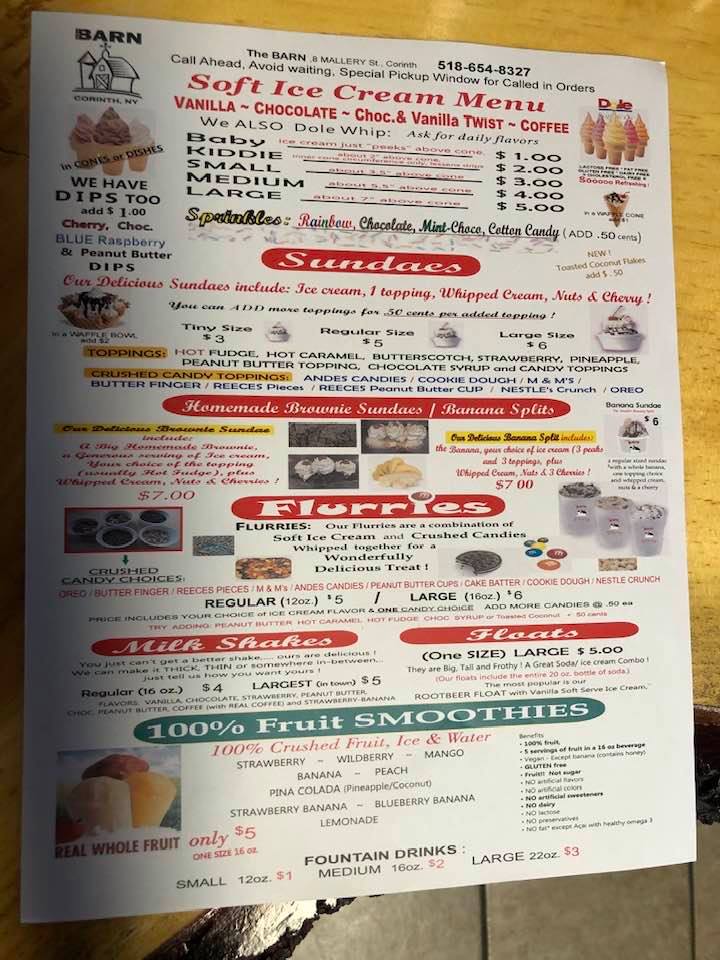 BARN
CORINTH, NY
The BARN ,8 MALLERY St., Corinth 518-654-8327
Call Ahead, Avoid waiting, Special Pickup Window for Called in Orders
Soft Ice Cream Menu
VANILLA ~ CHOCOLATE ~ Choc.& Vanilla TWIST ~ COFFEE
We ALSO Dole Whip: Ask for daily flavors
Baby ice cream just "peeks" above cone. $ 1.00
KIDDIE about 2" above cone, inner cone circumference only, lessens drips $ 2.00
SMALL about 3.5" above cone $ 3.00
MEDIUM about 5.5" above cone $ 4.00
LARGE about 7" above cone $ 5.00
Sprinkles: Rainbow, Chocolate, Mint-Choco, Cotton Candy ( ADD .50 cents)
in CONES or DISHES
WE HAVE
DIPS TOO
add $ 1.00
Cherry, Choc.
BLUE Raspberry
& Peanut Butter
DIPS
Dole
LACTOSE FREE * FAT FREE
GLUTEN FREE * DAIRY FREE
* CHOLESTEROL FREE *
Sooooo Refreshing!
in a WAFFLE CONE
add $1
NEW !
Toasted Coconut Flakes
add $ .50
Sundaes
Our Delicious Sundaes include: Ice cream, 1 topping, Whipped Cream, Nuts & Cherry !
You can ADD more toppings for .50 cents per added topping !
in a WAFFLE BOWL
add $2
Tiny Size
$ 3
Regular Size
$ 5
Large Size
$ 6
TOPPINGS: HOT FUDGE, HOT CARAMEL, BUTTERSCOTCH, STRAWBERRY, PINEAPPLE,
PEANUT BUTTER TOPPING, CHOCOLATE SYRUP and CANDY TOPPINGS
CRUSHED CANDY TOPPINGS: ANDES CANDIES / COOKIE DOUGH / M & M'S /
BUTTER FINGER / REECES Pieces / REECES Peanut Butter CUP / NESTLE's Crunch / OREO
Homemade Brownie Sundaes / Banana Splits
Our Delicious Brownie Sundae
include:
A Big Homemade Brownie,
a Generous serving of Ice cream,
Your choice of the topping
(usually Hot Fudge), plus
Whipped Cream, Nuts & Cherries !
$7.00
Our Delicious Banana Split includes:
the Banana, your choice of ice cream (3 peaks
and 3 toppings, plus
Whipped Cream, Nuts & 3 Cherries !
$7 00
Banana Sundae
$ 6
a regular sized sundae
"with a whole banana,
one topping choice
and whipped cream,
nuts & a cherry
Flurries
FLURRIES: Our Flurries are a combination of
Soft Ice Cream and Crushed Candies
Whipped together for a
Wonderfully
Delicious Treat !
CRUSHED
CANDY CHOICES:
OREO / BUTTER FINGER / REECES PIECES / M & M's / ANDES CANDIES / PEANUT BUTTER CUPS / CAKE BATTER / COOKIE DOUGH / NESTLE CRUNCH
REGULAR (12oz.) $5 / LARGE (16oz.) $6
PRICE INCLUDES YOUR CHOICE of ICE CREAM FLAVOR & ONE CANDY CHOICE ADD MORE CANDIES @ .50 ea
TRY ADDING: PEANUT BUTTER HOT CARAMEL HOT FUDGE CHOC SYRUP or Toasted Coconut • 50 cents
Milk Shakes
You just can't get a better shake.... ours are delicious !
We can make it THICK, THIN or somewhere in-between...
just tell us how you want yours !
Regular (16 oz.) $4 LARGEST (in town) $5
FLAVORS: VANILLA, CHOCOLATE, STRAWBERRY, PEANUT BUTTER,
CHOC, PEANUT BUTTER, COFFEE (with REAL COFFEE) and STRAWBERRY-BANANA
Floats
(One SIZE) LARGE $ 5.00
They are Big, Tall and Frothy ! A Great Soda/ ice cream Combo !
(Our floats include the entire 20 oz. bottle of soda.)
The most popular is our
ROOTBEER FLOAT with Vanilla Soft Serve Ice Cream,"
100% Fruit SMOOTHIES
100% Crushed Fruit, Ice & Water
STRAWBERRY ~ WILDBERRY ~ MANGO
BANANA ~ PEACH
PINA COLADA (Pineapple/Coconut)
STRAWBERRY BANANA ~ BLUEBERRY BANANA
LEMONADE
REAL WHOLE FRUIT
only $5
ONE SIZE 16 oz.
Benefits
- 100% fruit,
- 5 servings of fruit in a 16 oz beverage
- Vegan - Except banana (contains honey)
- GLUTEN free
- Fruit!! Not sugar
- NO artificial flavors
- NO artificial colors
- NO artificial sweeteners
- NO dairy
- NO lactose
- NO preservatives
- NO fat* except Açai with healthy omega 3
FOUNTAIN DRINKS :
SMALL 12oz. $1 MEDIUM 16oz. $2 LARGE 22oz. $3